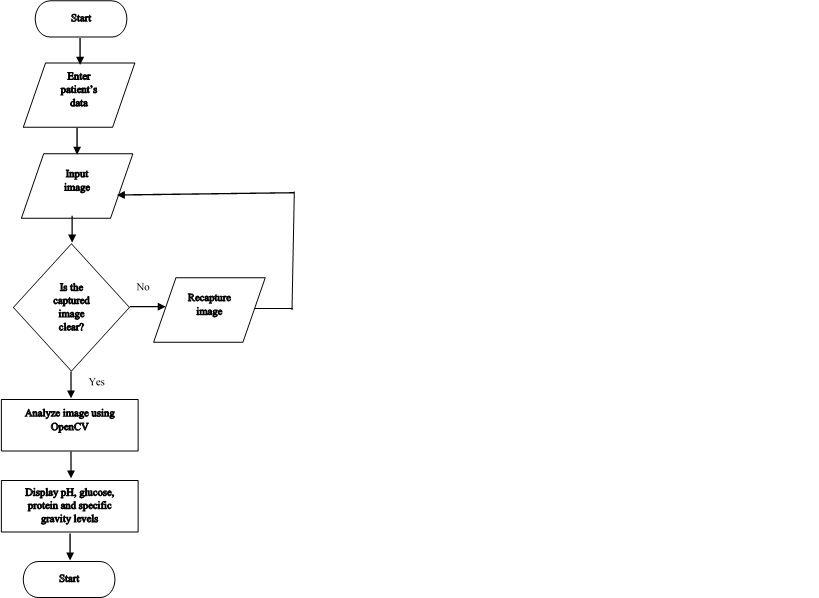 Start
Enter
patient's
data
Input
image
Is the
captured
image
clear?
No
Recapture
image
Yes
Analyze image using
OpenCV
Display pH, glucose,
protein and specific
gravity levels
Start